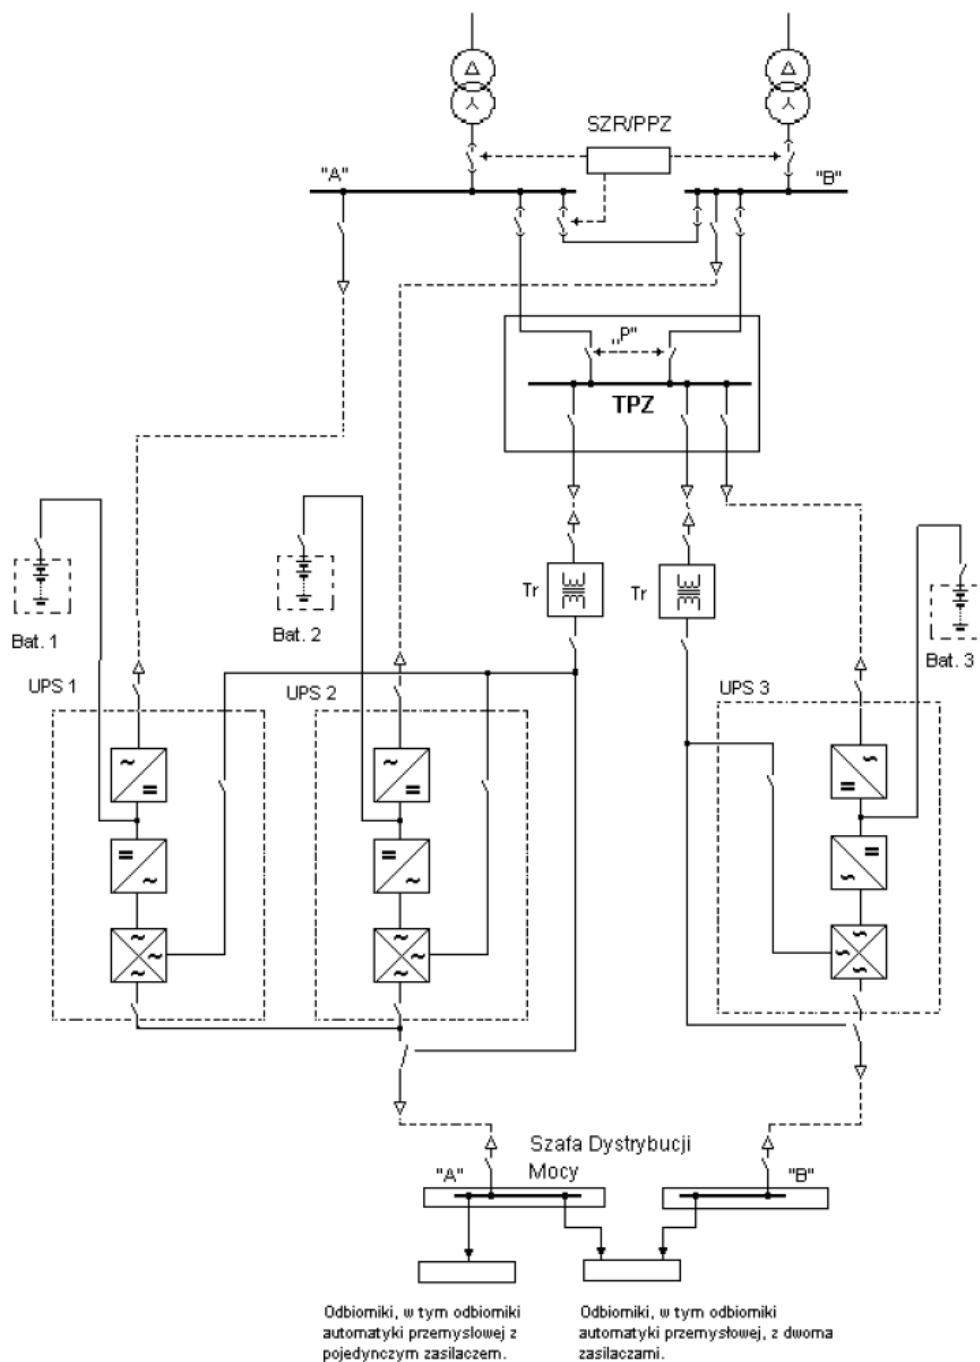 SZR/PPZ
"A"
"B"
„P"
TPZ
Tr
Tr
Bat. 1
Bat. 2
Bat. 3
UPS 1
UPS 2
UPS 3
Szafa Dystrybucji
Mocy
"A"
"B"
Odbiorniki, w tym odbiorniki
automatyki przemyslowej z
pojedynczym zasilaczem.
Odbiorniki, w tym odbiorniki
automatyki przemysłowej, z dwoma
zasilaczami.